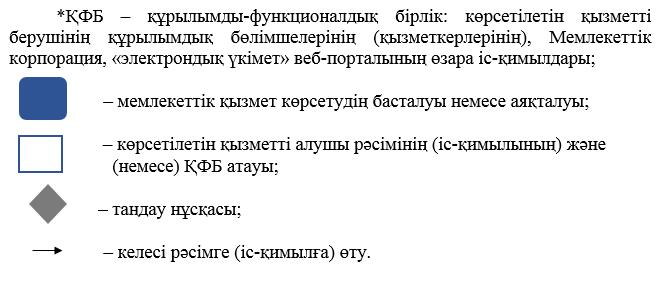 *ҚФБ – құрылымды-функционалдық бірлік: көрсетілетін қызметті
берушінің құрылымдық бөлімшелерінің (қызметкерлерінің), Мемлекеттік
корпорация, «электрондық үкімет» веб-порталының өзара іс-қимылдары;
– мемлекеттік қызмет көрсетудің басталуы немесе аяқталуы;
– көрсетілетін қызметті алушы рәсімінің (іс-қимылының) және
(немесе) ҚФБ атауы;
– таңдау нұсқасы;
– келесі рәсімге (іс-қимылға) өту.